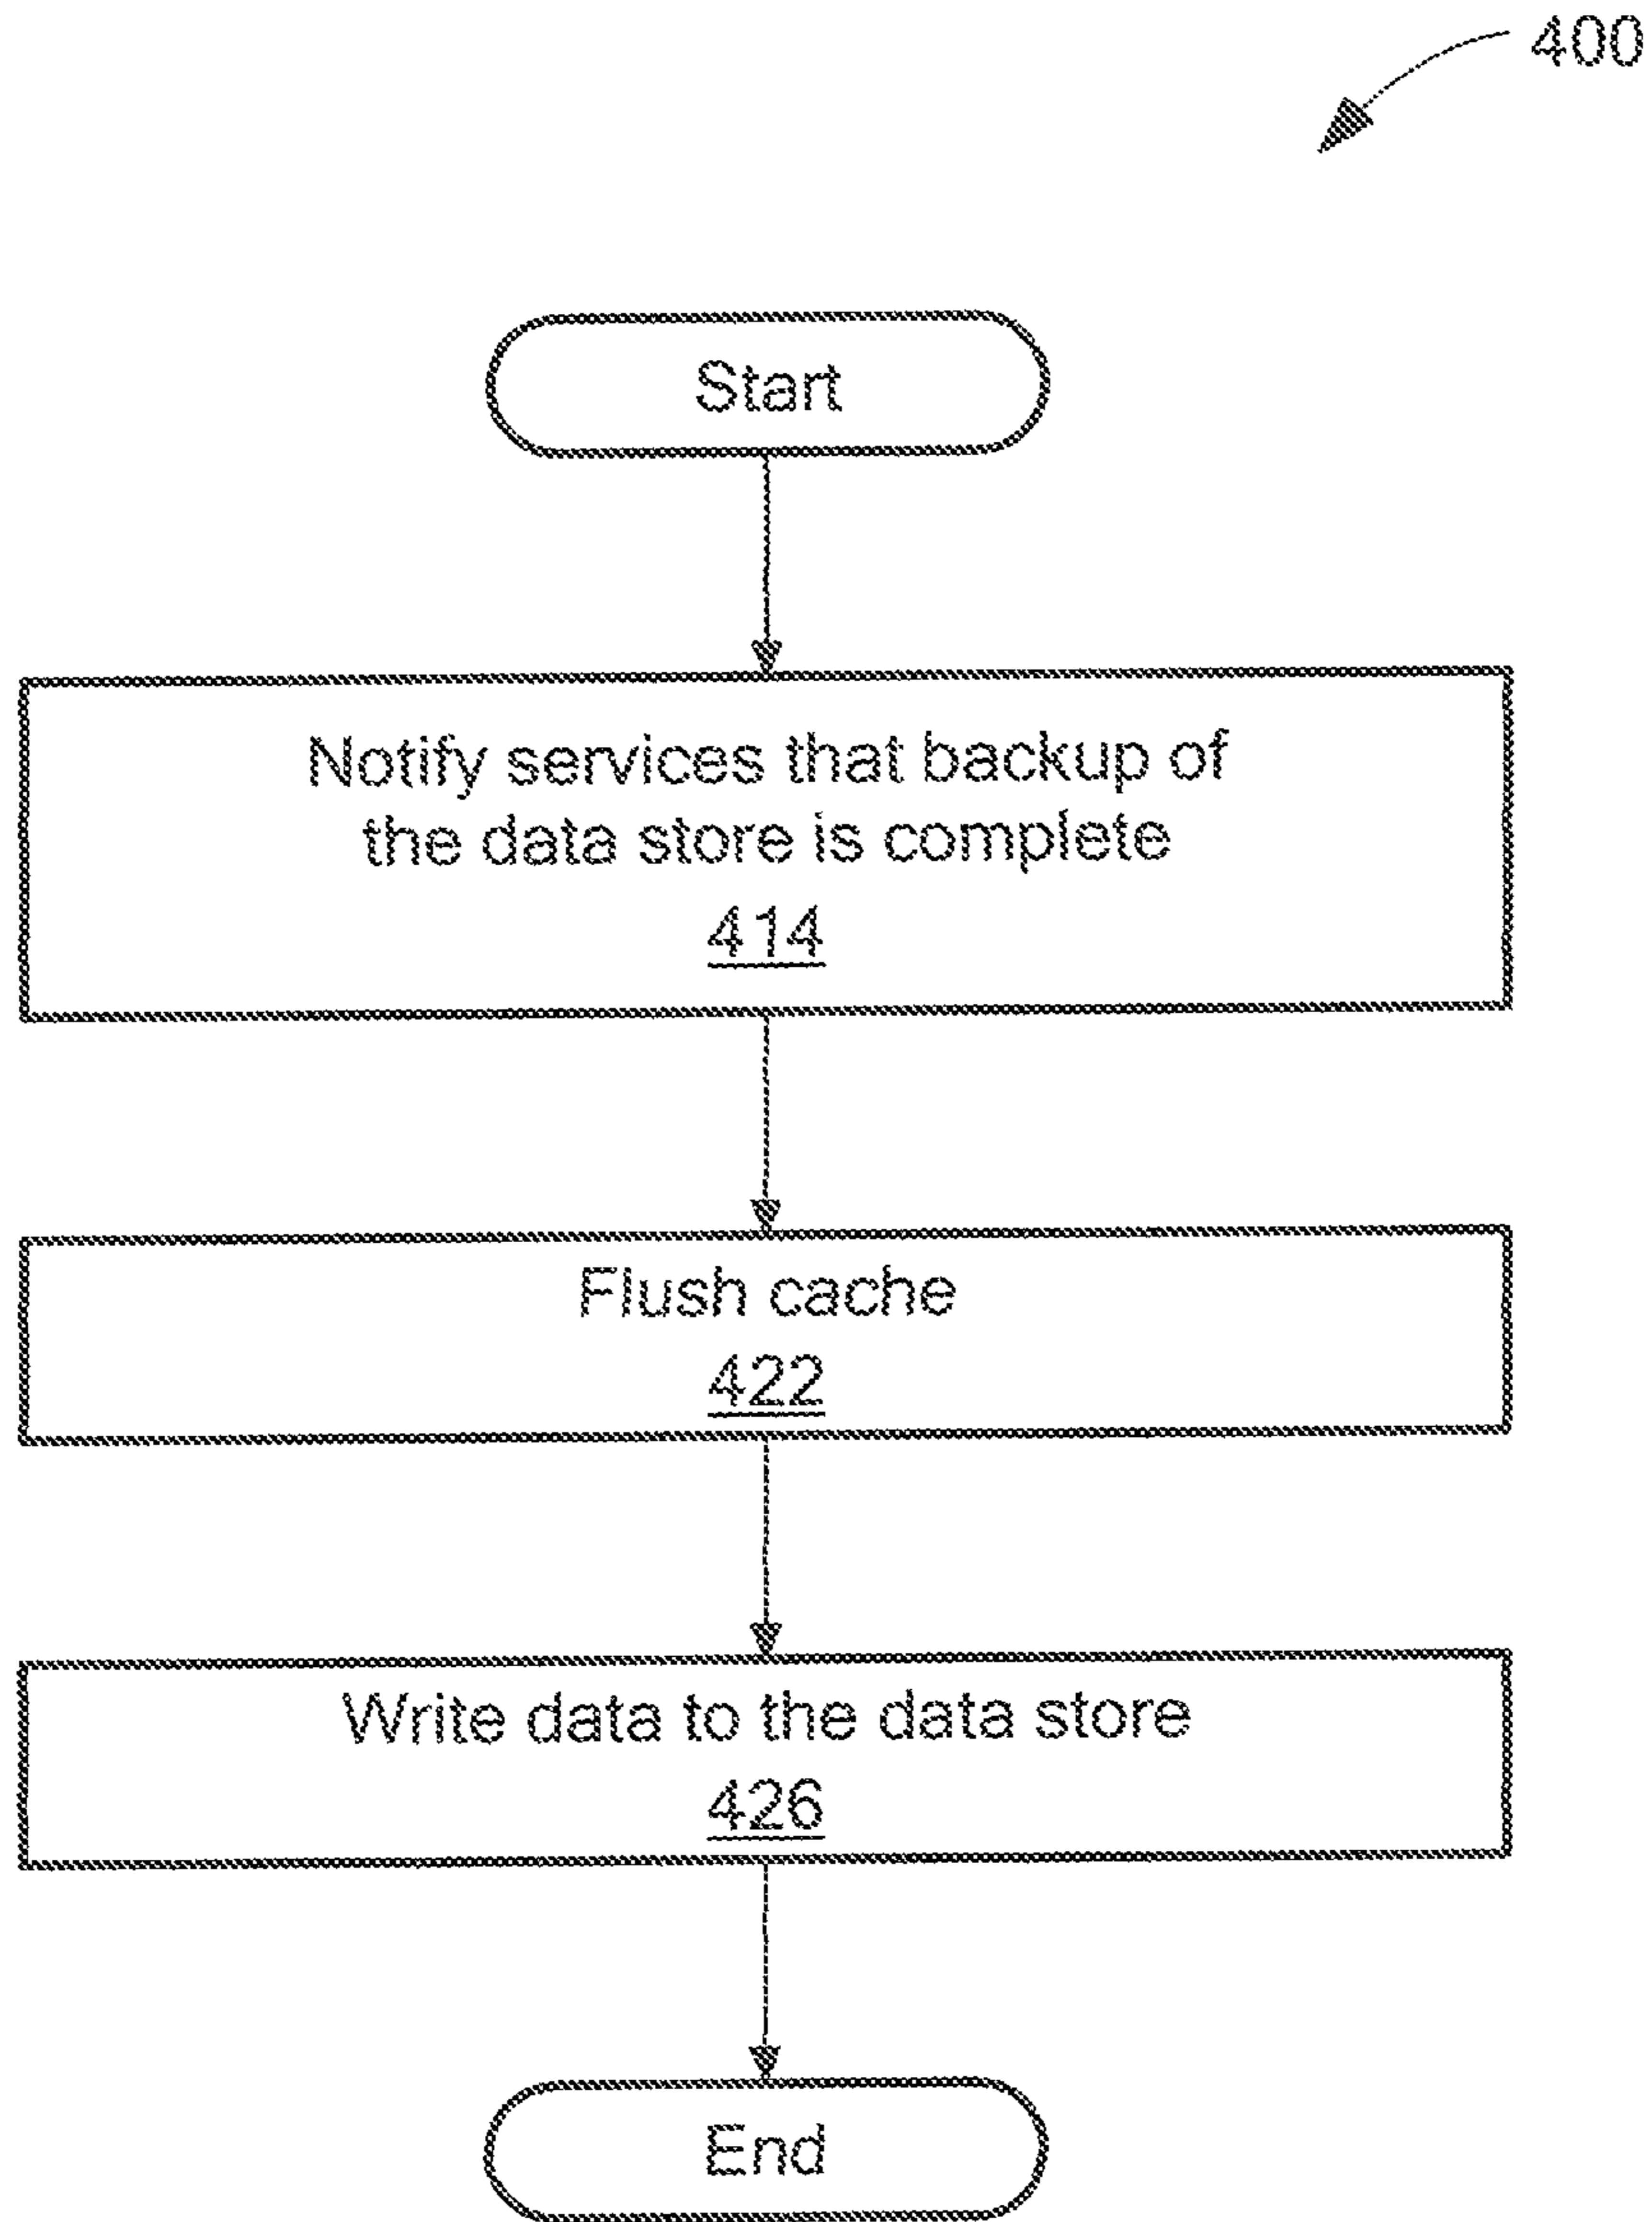 400
Start
Notify services that backup of
the data store is complete
414
Flush cache
422
Write data to the data store
426
End